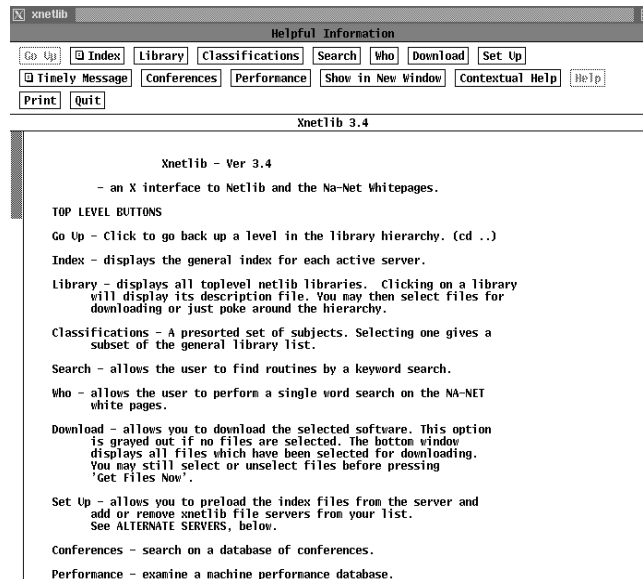 xnetlib
Helpful Information
Go Up Index Library Classifications Search Who Download Set Up
Timely Message Conferences Performance Show in New Window Contextual Help Help
Print Quit
Xnetlib 3.4
Xnetlib - Ver 3.4
- an X interface to Netlib and the Na-Net Whitepages.
TOP LEVEL BUTTONS
Go Up - Click to go back up a level in the library hierarchy. (cd ..)
Index - displays the general index for each active server.
Library - displays all toplevel netlib libraries.  Clicking on a library
will display its description file. You may then select files for
downloading or just poke around the hierarchy.
Classifications - A presorted set of subjects. Selecting one gives a
subset of the general library list.
Search - allows the user to find routines by a keyword search.
Who - allows the user to perform a single word search on the NA-NET
white pages.
Download - allows you to download the selected software. This option
is grayed out if no files are selected. The bottom window
displays all files which have been selected for downloading.
You may still select or unselect files before pressing
'Get Files Now'.
Set Up - allows you to preload the index files from the server and
add or remove xnetlib file servers from your list.
See ALTERNATE SERVERS, below.
Conferences - search on a database of conferences.
Performance - examine a machine performance database.